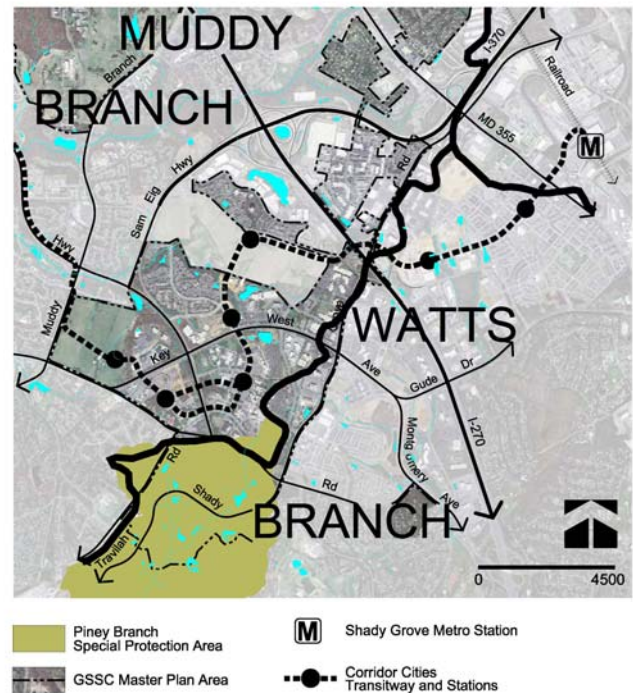 MUDDY
BRANCH
Branch
I-370
Railroad
MD 355
M
Sam Eig Hwy
Rd
Hwy
Muddy
WATTS
Key West Ave
Gude Dr
Montgomery Ave
I-270
Rd
Shady
Rd
BRANCH
Travilah
0 4500
Piney Branch
Special Protection Area
M Shady Grove Metro Station
GSSC Master Plan Area
Corridor Cities
Transitway and Stations